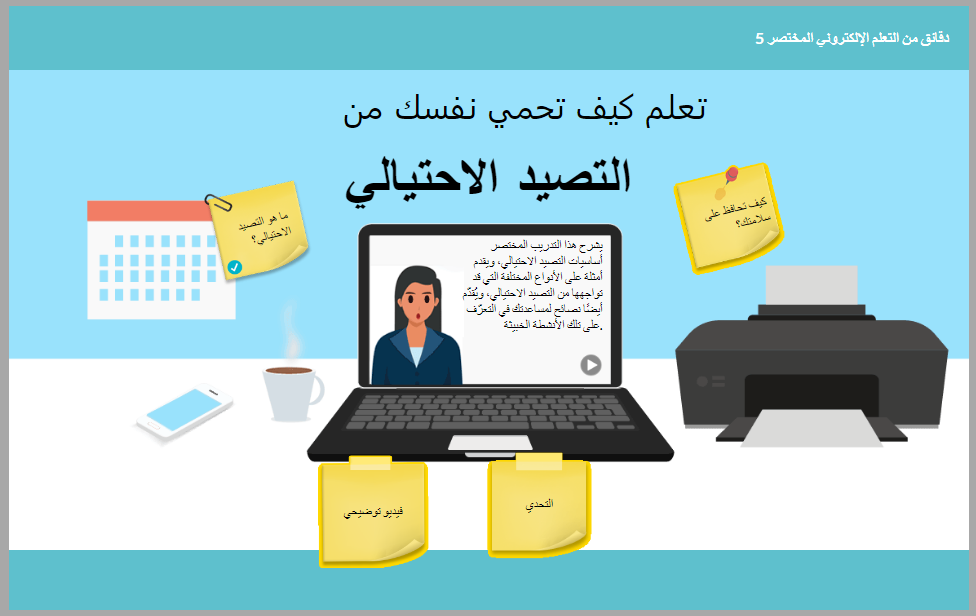 دقائق من التعلم الإلكتروني المختصر 5
تعلم كيف تحمي نفسك من
التصيد الاحتيالي
ما هو التصيد
الاحتيالي؟
كيف تحافظ على
سلامتك؟
يشرح هذا التدريب المختصر
أساسيات التصيد الاحتيالي، ويقدم
أمثلة على الأنواع المختلفة التي قد
تواجهها من التصيد الاحتيالي، ويُقدّم
أيضًا نصائح لمساعدتك في التعرّف
على تلك الأنشطة الخبيثة.
فيديو توضيحي
التحدي